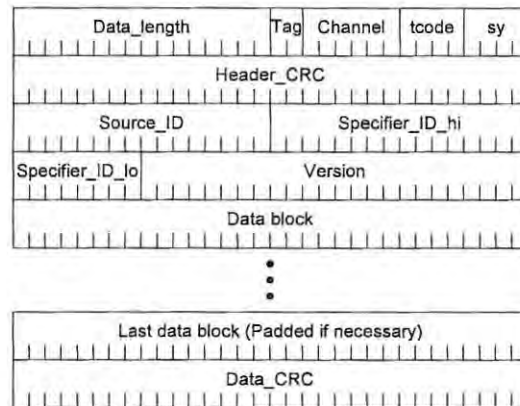 Data_length Tag Channel tcode sy
Header_CRC
Source_ID Specifier_ID_hi
Specifier_ID_lo Version
Data block
Last data block (Padded if necessary)
Data_CRC